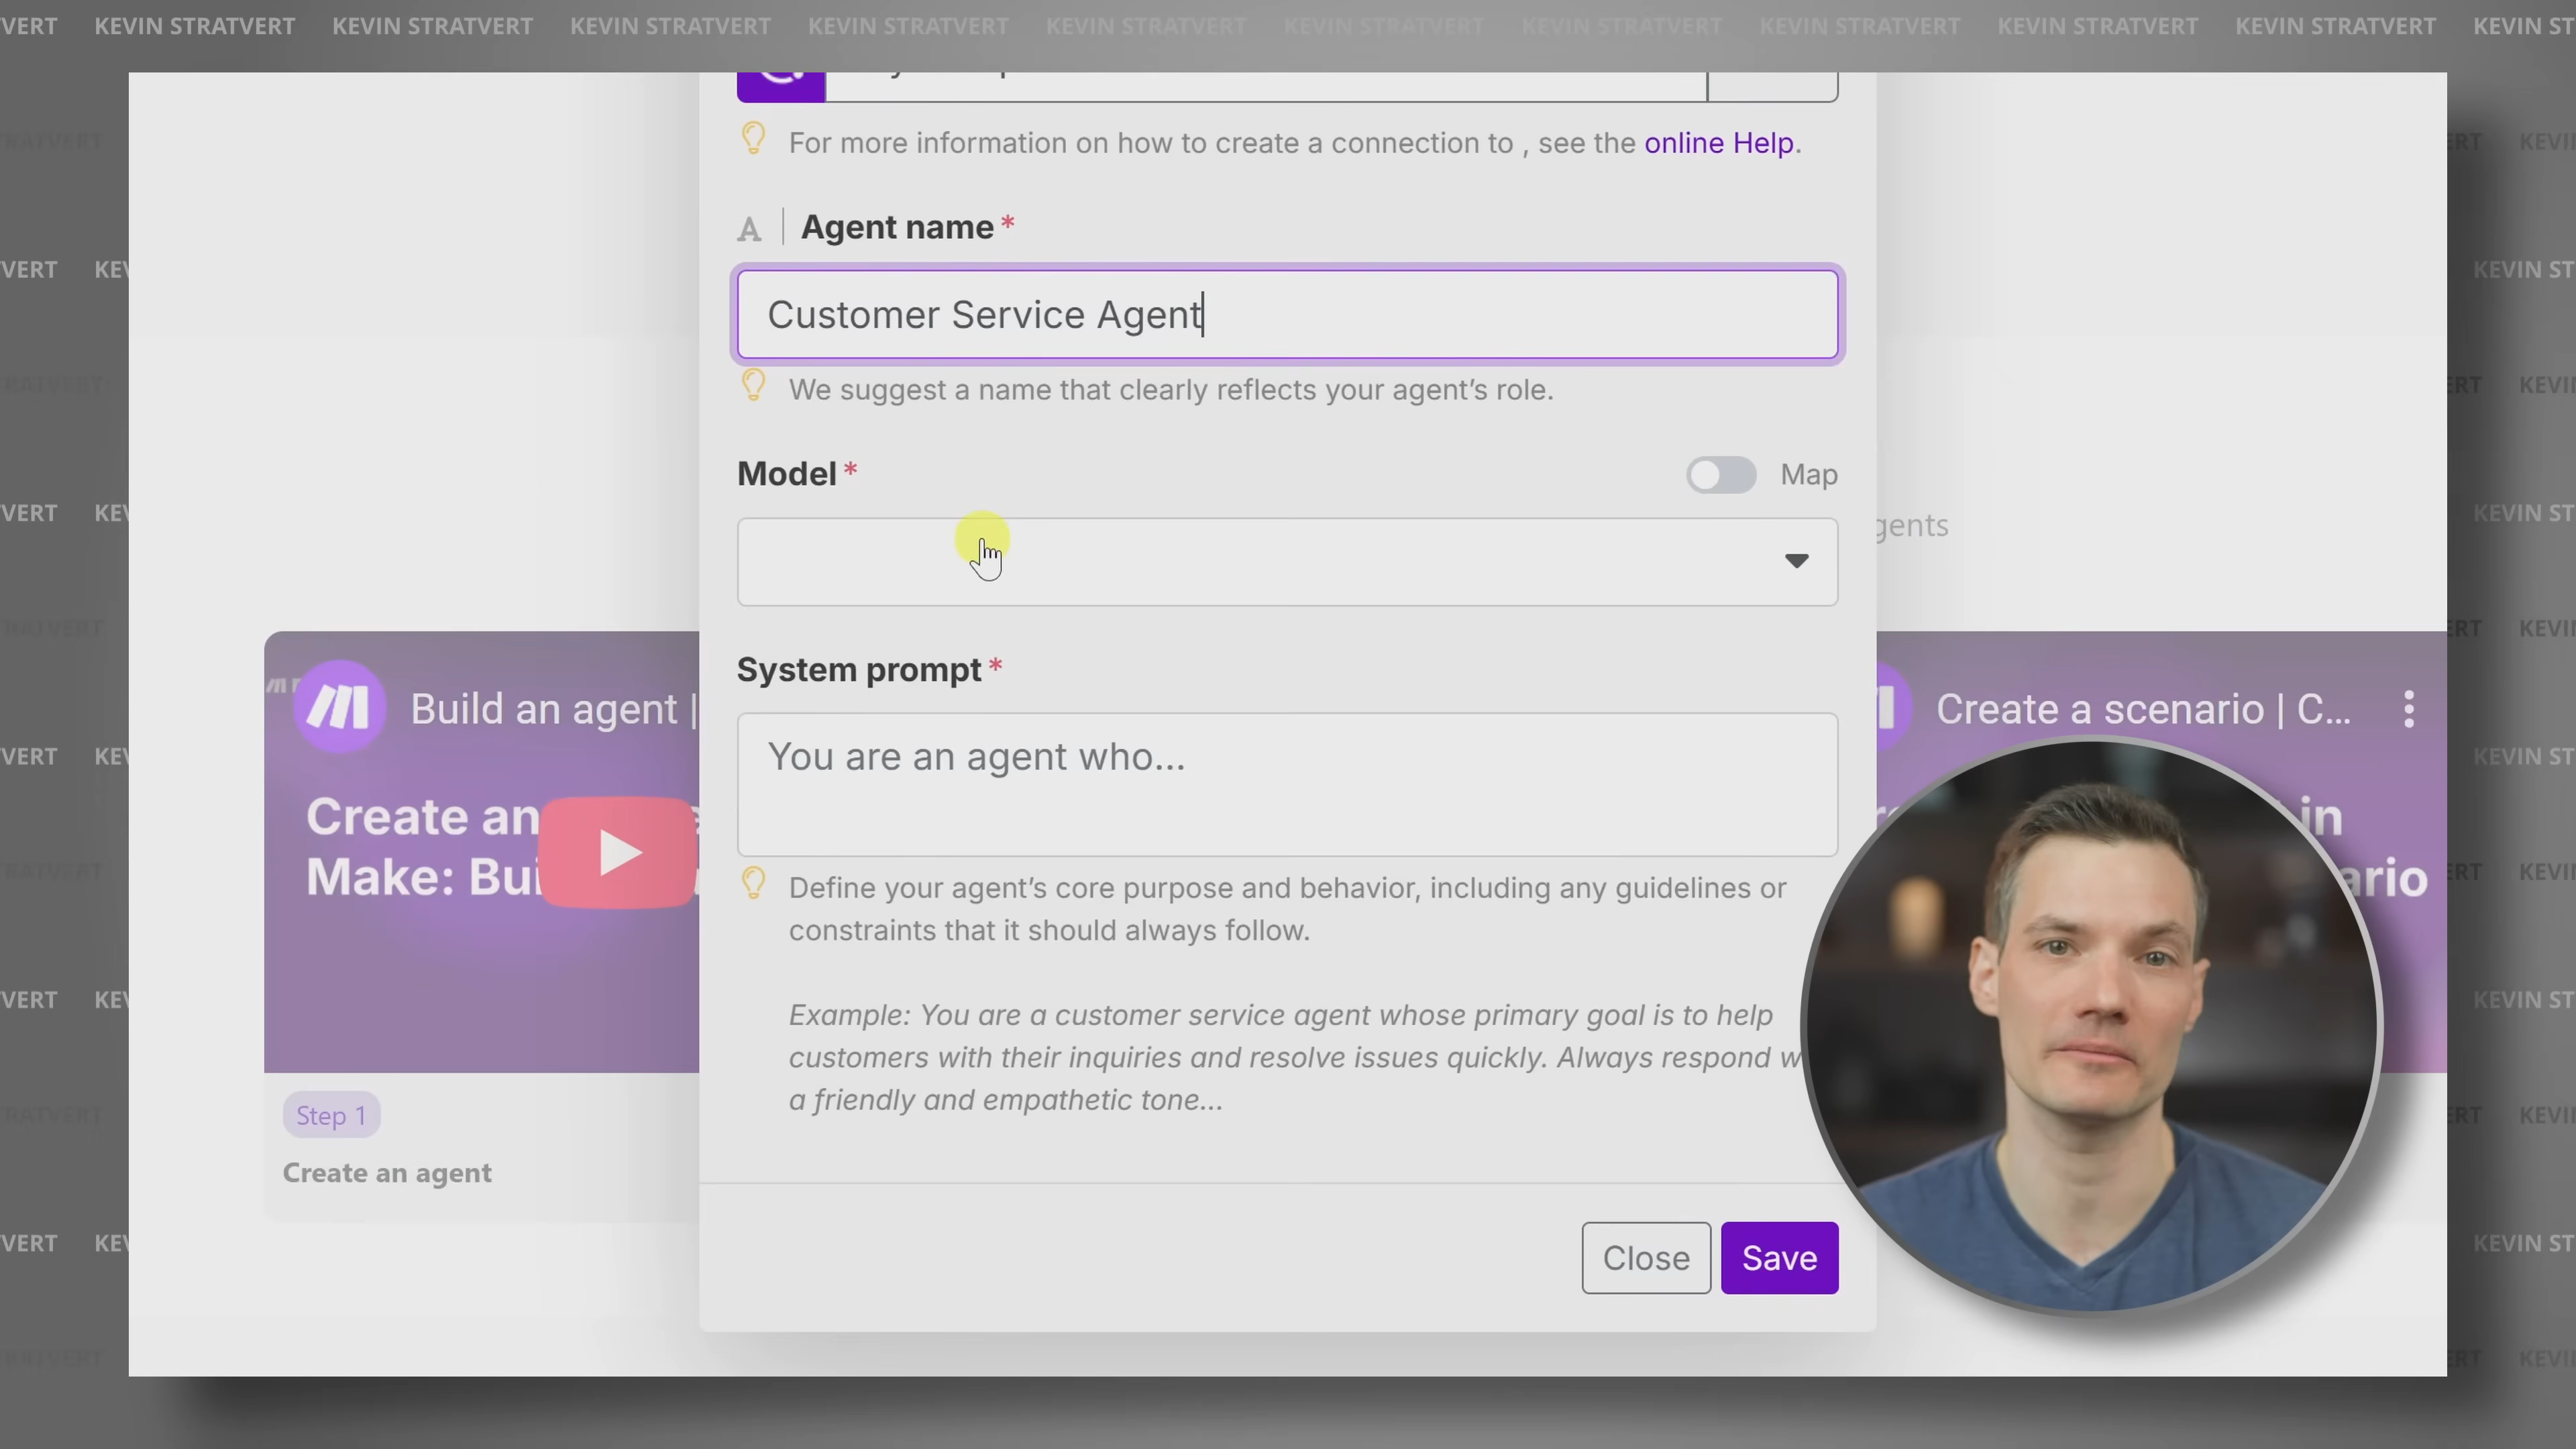 KEVIN STRATVERT KEVIN STRATVERT KEVIN STRATVERT KEVIN STRATVERT KEVIN STRATVERT KEVIN STRATVERT KEVIN STRATVERT KEVIN STRATVERT KEVIN STRATVERT KEVIN STRATVERT
For more information on how to create a connection to , see the online Help.
A | Agent name *
Customer Service Agent
We suggest a name that clearly reflects your agent's role.
Model * Map
System prompt *
You are an agent who...
Define your agent's core purpose and behavior, including any guidelines or
constraints that it should always follow.
Example: You are a customer service agent whose primary goal is to help
customers with their inquiries and resolve issues quickly. Always respond w
a friendly and empathetic tone...
Close Save
Build an agent |
Create an
Make: Bui
Step 1
Create an agent
gents
Create a scenario | C...
in
ario